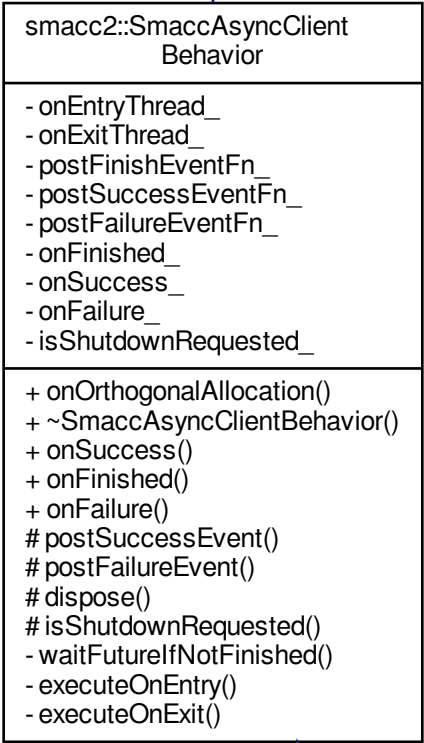 smacc2::SmaccAsyncClient
Behavior
- onEntryThread_
- onExitThread_
- postFinishEventFn_
- postSuccessEventFn_
- postFailureEventFn_
- onFinished_
- onSuccess_
- onFailure_
- isShutdownRequested_
+ onOrthogonalAllocation()
+ ~SmaccAsyncClientBehavior()
+ onSuccess()
+ onFinished()
+ onFailure()
# postSuccessEvent()
# postFailureEvent()
# dispose()
# isShutdownRequested()
- waitFutureIfNotFinished()
- executeOnEntry()
- executeOnExit()